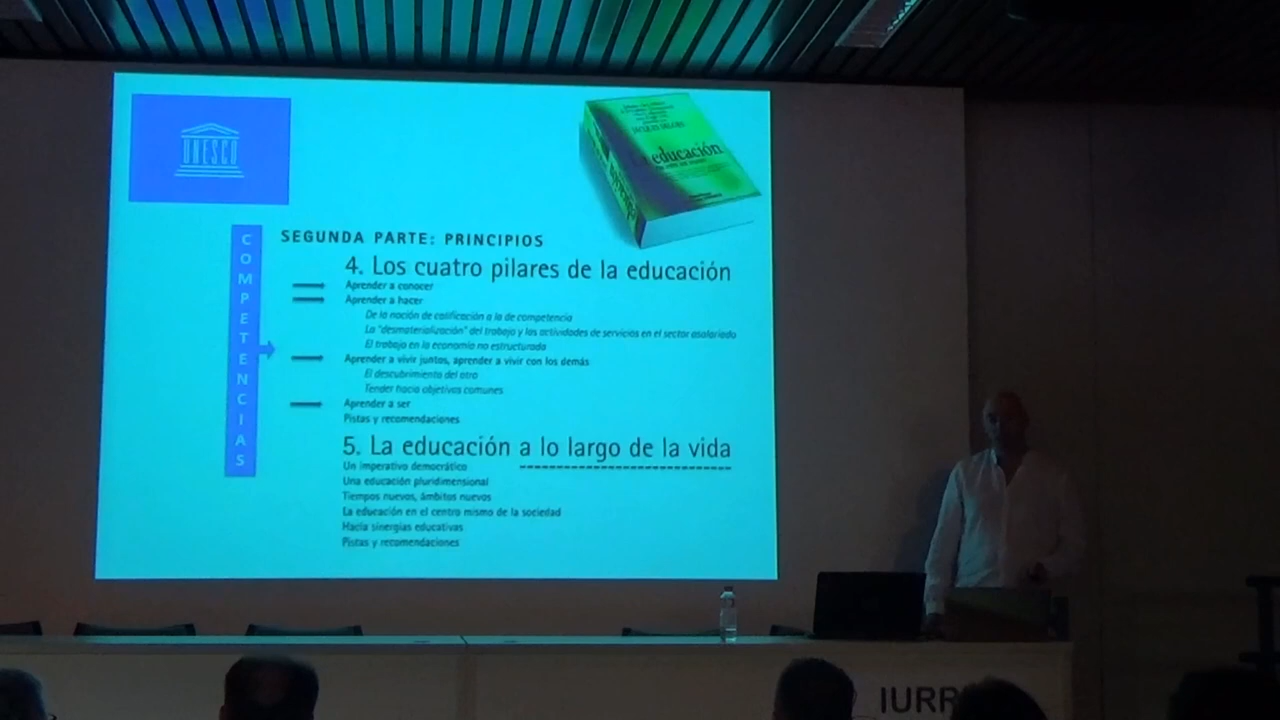 UNESCO
JACQUES DELORS
educación
COMPETENCIAS
SEGUNDA PARTE: PRINCIPIOS
4. Los cuatro pilares de la educación
Aprender a conocer
Aprender a hacer
De la noción de calificación a la de competencia
La "desmaterialización" del trabajo y las actividades de servicios en el sector asalariado
El trabajo en la economía no estructurada
Aprender a vivir juntos, aprender a vivir con los demás
El descubrimiento del otro
Tender hacia objetivos comunes
Aprender a ser
Pistas y recomendaciones
5. La educación a lo largo de la vida
Un imperativo democrático
Una educación pluridimensional
Tiempos nuevos, ámbitos nuevos
La educación en el centro mismo de la sociedad
Hacia sinergias educativas
Pistas y recomendaciones
IURR